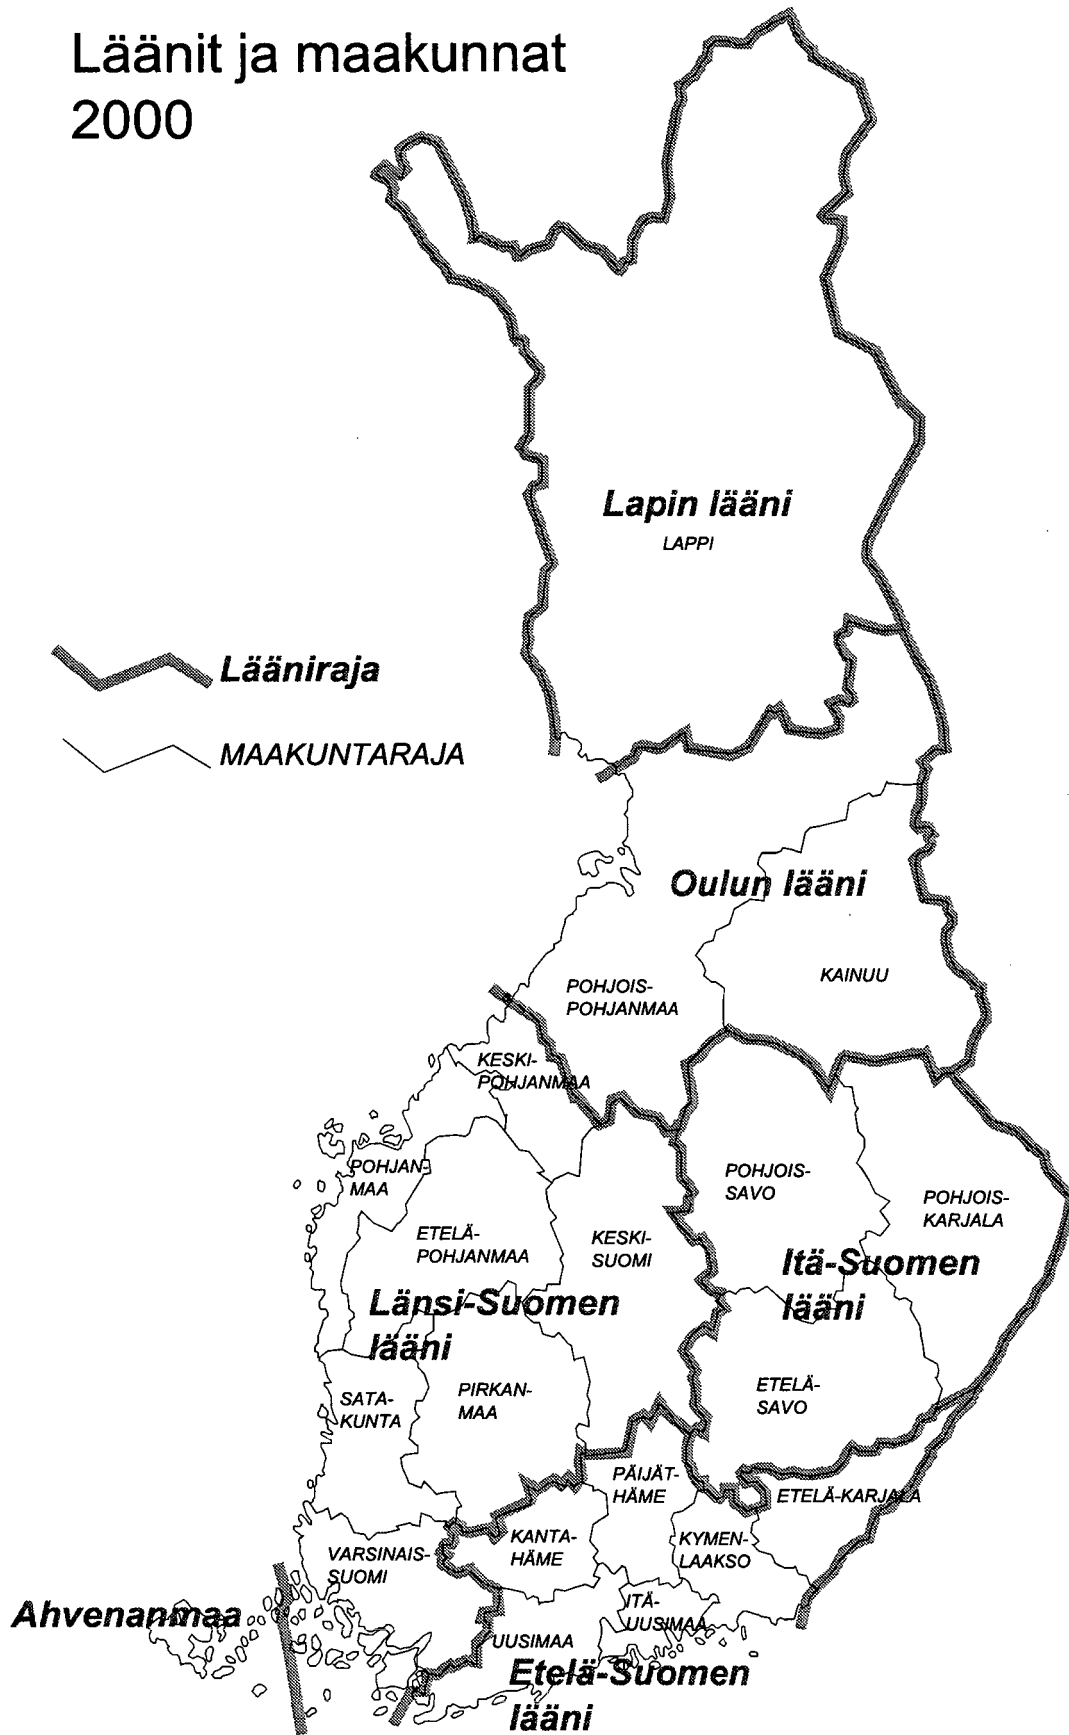 Läänit ja maakunnat
2000
Lapin lääni
LAPPI
Lääniraja
MAAKUNTARAJA
Oulun lääni
KAINUU
POHJOIS-
POHJANMAA
KESKI-
POHJANMAA
POHJAN-
MAA
POHJOIS-
SAVO
POHJOIS-
KARJALA
ETELÄ-
POHJANMAA
KESKI-
SUOMI
Itä-Suomen
lääni
Länsi-Suomen
lääni
SATA-
KUNTA
PIRKAN-
MAA
ETELÄ-
SAVO
PÄIJÄT-
HÄME
ETELÄ-KARJALA
KANTA-
HÄME
KYMEN-
LAAKSO
VARSINAIS-
SUOMI
Ahvenanmaa
ITÄ-
UUSIMAA
UUSIMAA
Etelä-Suomen
lääni